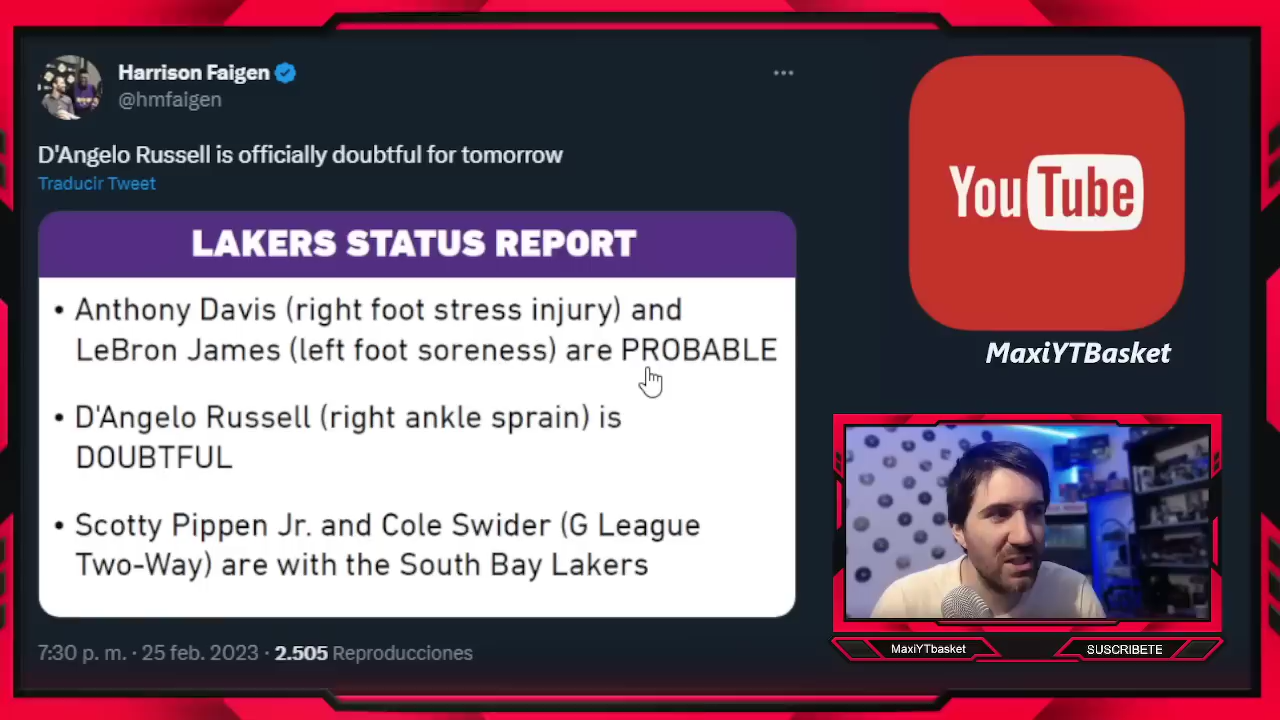 Harrison Faigen
@hmfaigen
D'Angelo Russell is officially doubtful for tomorrow
Traducir Tweet
LAKERS STATUS REPORT
• Anthony Davis (right foot stress injury) and
LeBron James (left foot soreness) are PROBABLE
• D'Angelo Russell (right ankle sprain) is
DOUBTFUL
• Scotty Pippen Jr. and Cole Swider (G League
Two-Way) are with the South Bay Lakers
7:30 p. m. · 25 feb. 2023 · 2.505 Reproducciones
YouTube
MaxiYTBasket
MaxiYTbasket
SUSCRIBETE